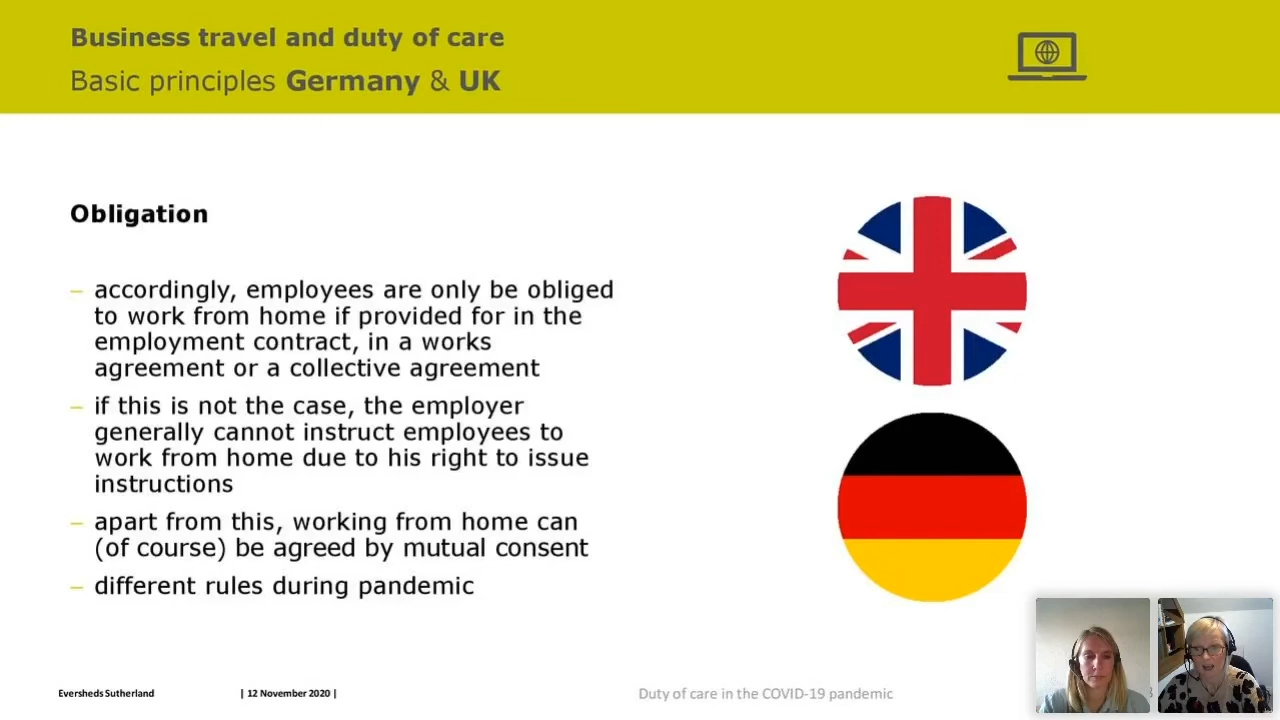 Business travel and duty of care
Basic principles Germany & UK
Obligation
– accordingly, employees are only be obliged
to work from home if provided for in the
employment contract, in a works
agreement or a collective agreement
– if this is not the case, the employer
generally cannot instruct employees to
work from home due to his right to issue
instructions
– apart from this, working from home can
(of course) be agreed by mutual consent
– different rules during pandemic
Eversheds Sutherland | 12 November 2020 | Duty of care in the COVID-19 pandemic